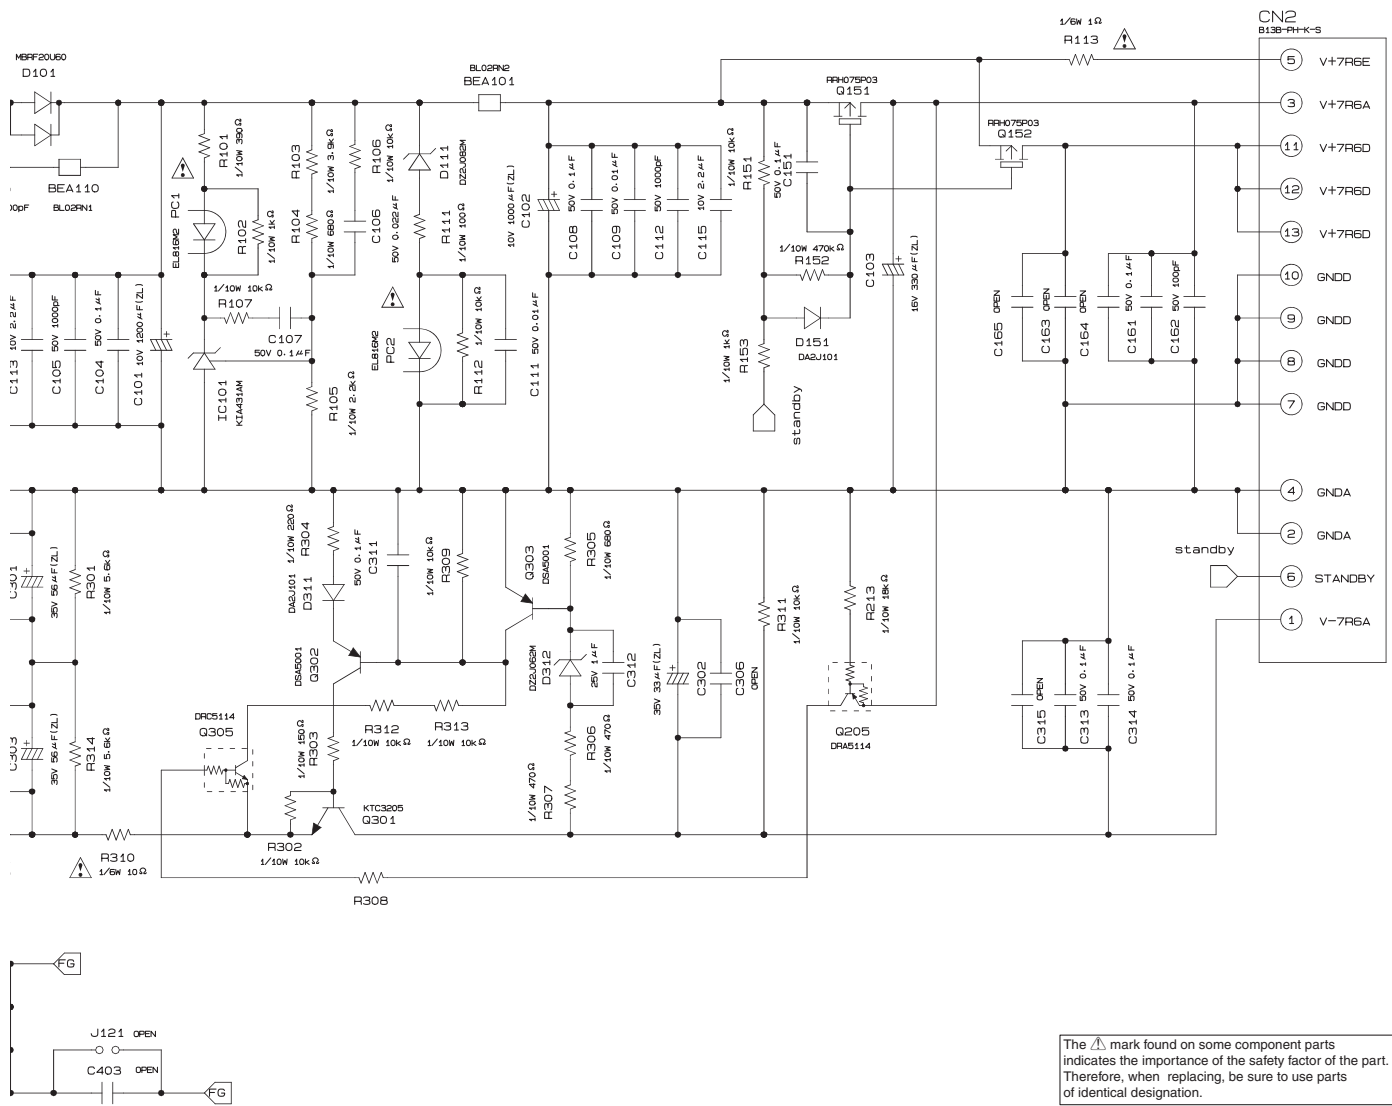 CN2
B13B-PH-K-S
1/6W 1Ω
R113
5 V+7R6E
MBRF20U60
D101
BL02RN2
BEA101
RRH075P03
Q151
3 V+7R6A
RRH075P03
Q152
11 V+7R6D
12 V+7R6D
13 V+7R6D
10 GNDD
9 GNDD
8 GNDD
7 GNDD
4 GNDA
2 GNDA
standby
6 STANDBY
1 V-7R6A
R101
1/10W 390Ω
BEA110
BL02RN1
00pF
PC1
EL816M2
R102
1/10W 1kΩ
R103
1/10W 3.9kΩ
R104
1/10W 680Ω
R106
1/10W 10kΩ
C106
50V 0.022μF
D111
DZ2J082M
R111
1/10W 100Ω
C102
10V 1000μF(ZL)
C108
50V 0.1μF
C109
50V 0.01μF
C112
50V 1000pF
C115
10V 2.2μF
R151
1/10W 10kΩ
C151
50V 0.1μF
1/10W 470kΩ
R152
C103
16V 330μF(ZL)
D151
DA2J101
R153
1/10W 1kΩ
standby
C165 OPEN
C163 OPEN
C164 OPEN
C161
50V 0.1μF
C162
50V 100pF
C113
10V 2.2μF
C105
50V 1000pF
C104
50V 0.1μF
C101
10V 1200μF(ZL)
1/10W 10kΩ
R107
C107
50V 0.1μF
IC101
KIA431AM
R105
1/10W 2.2kΩ
EL816M2
PC2
R112
1/10W 10kΩ
C111 50V 0.01μF
C301
35V 56μF(ZL)
R301
1/10W 5.6kΩ
R304
1/10W 220Ω
D311
DA2J101
C311
50V 0.1μF
R309
1/10W 10kΩ
Q303
DSA5001
R305
1/10W 680Ω
DSA5001
Q302
D312
DZ2J062M
C312
25V 1μF
C302
35V 33μF(ZL)
C306
OPEN
R311
1/10W 10kΩ
R213
1/10W 18kΩ
Q205
DRA5114
C315 OPEN
C313
50V 0.1μF
C314
50V 0.1μF
C303
35V 56μF(ZL)
R314
1/10W 5.6kΩ
DRC5114
Q305
R303
1/10W 150Ω
R312
1/10W 10kΩ
R313
1/10W 10kΩ
R306
1/10W 470Ω
R307
1/10W 470Ω
KTC3205
Q301
R302
1/10W 10kΩ
R310
1/6W 10Ω
R308
FG
J121 OPEN
C403 OPEN
FG
The ⚠ mark found on some component parts
indicates the importance of the safety factor of the part.
Therefore, when replacing, be sure to use parts
of identical designation.